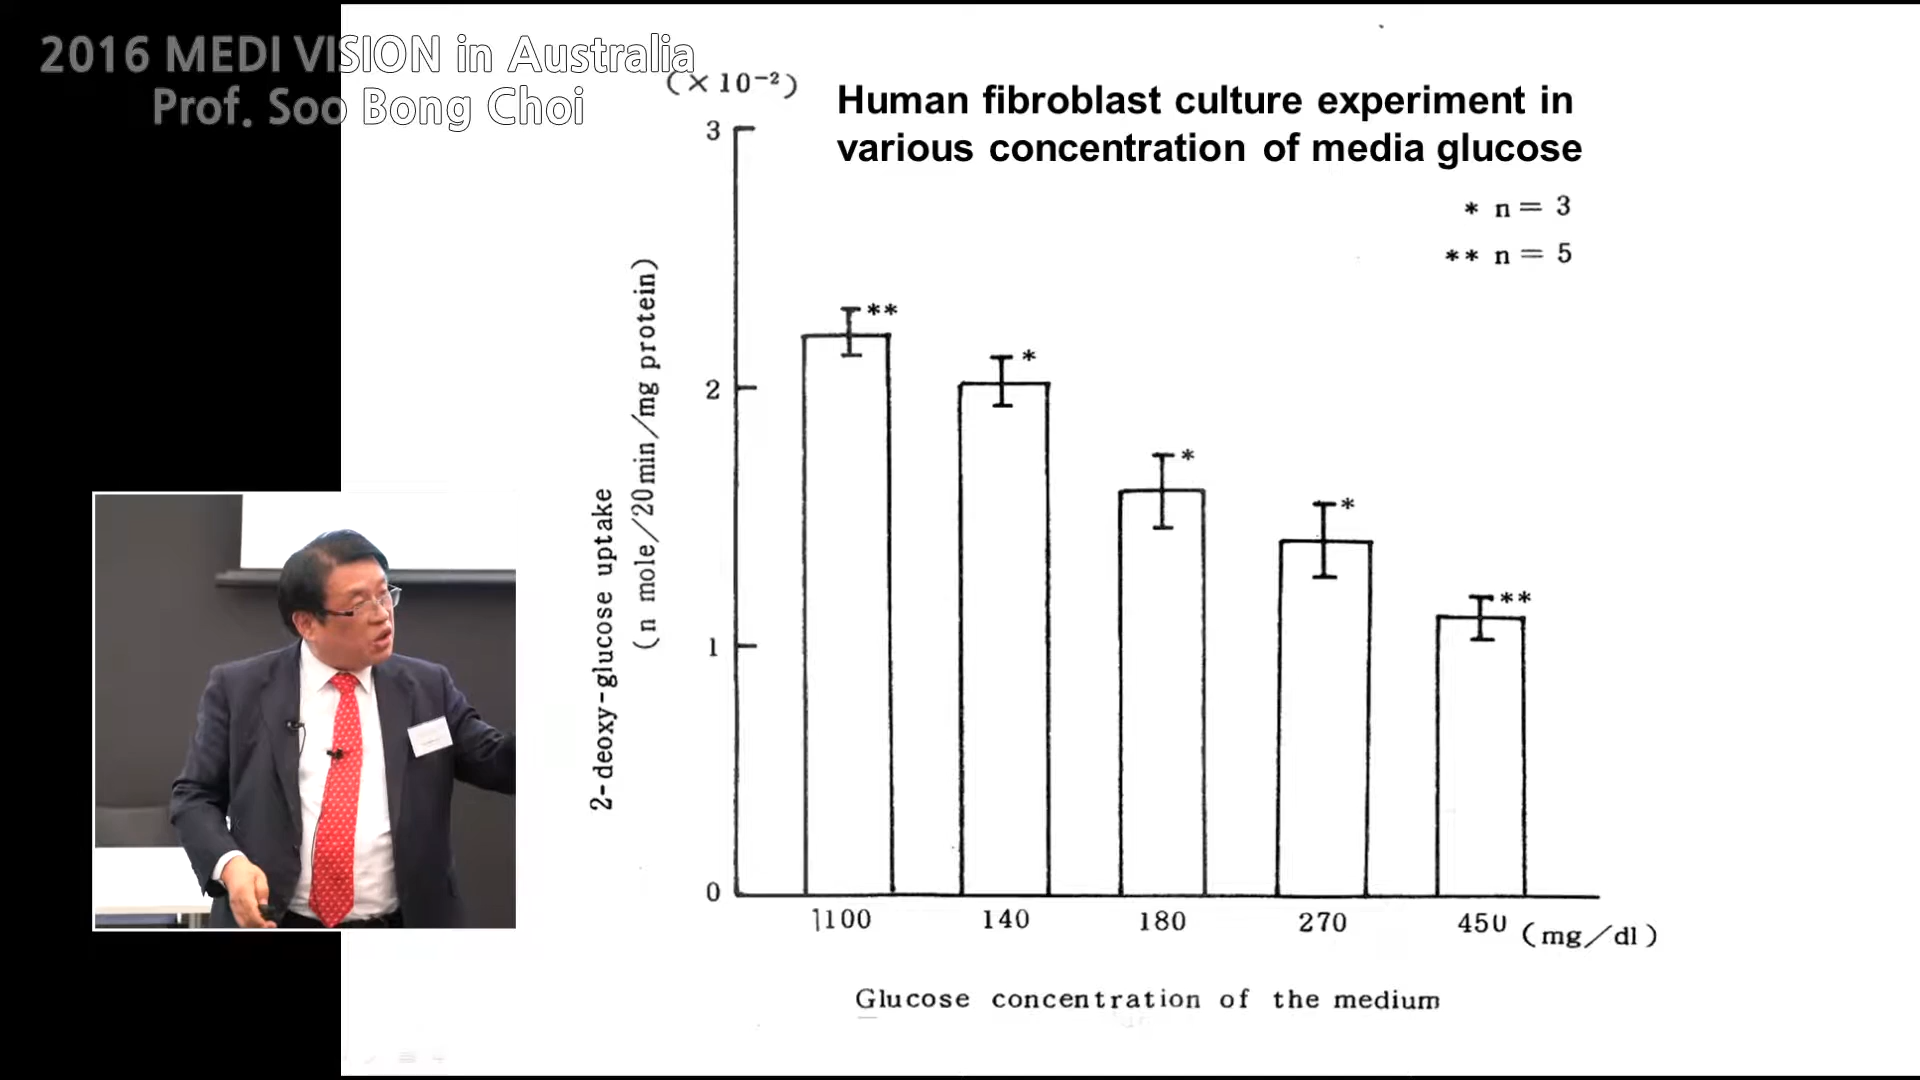 2016 MEDI VISION in Australia
Prof. Soo Bong Choi
(×10⁻²)
Human fibroblast culture experiment in
various concentration of media glucose
* n = 3
** n = 5
2-deoxy-glucose uptake
(n mole/20min/mg protein)
3
2
1
0
**
*
*
*
**
100
140
180
270
450
(mg/dl)
Glucose concentration of the medium